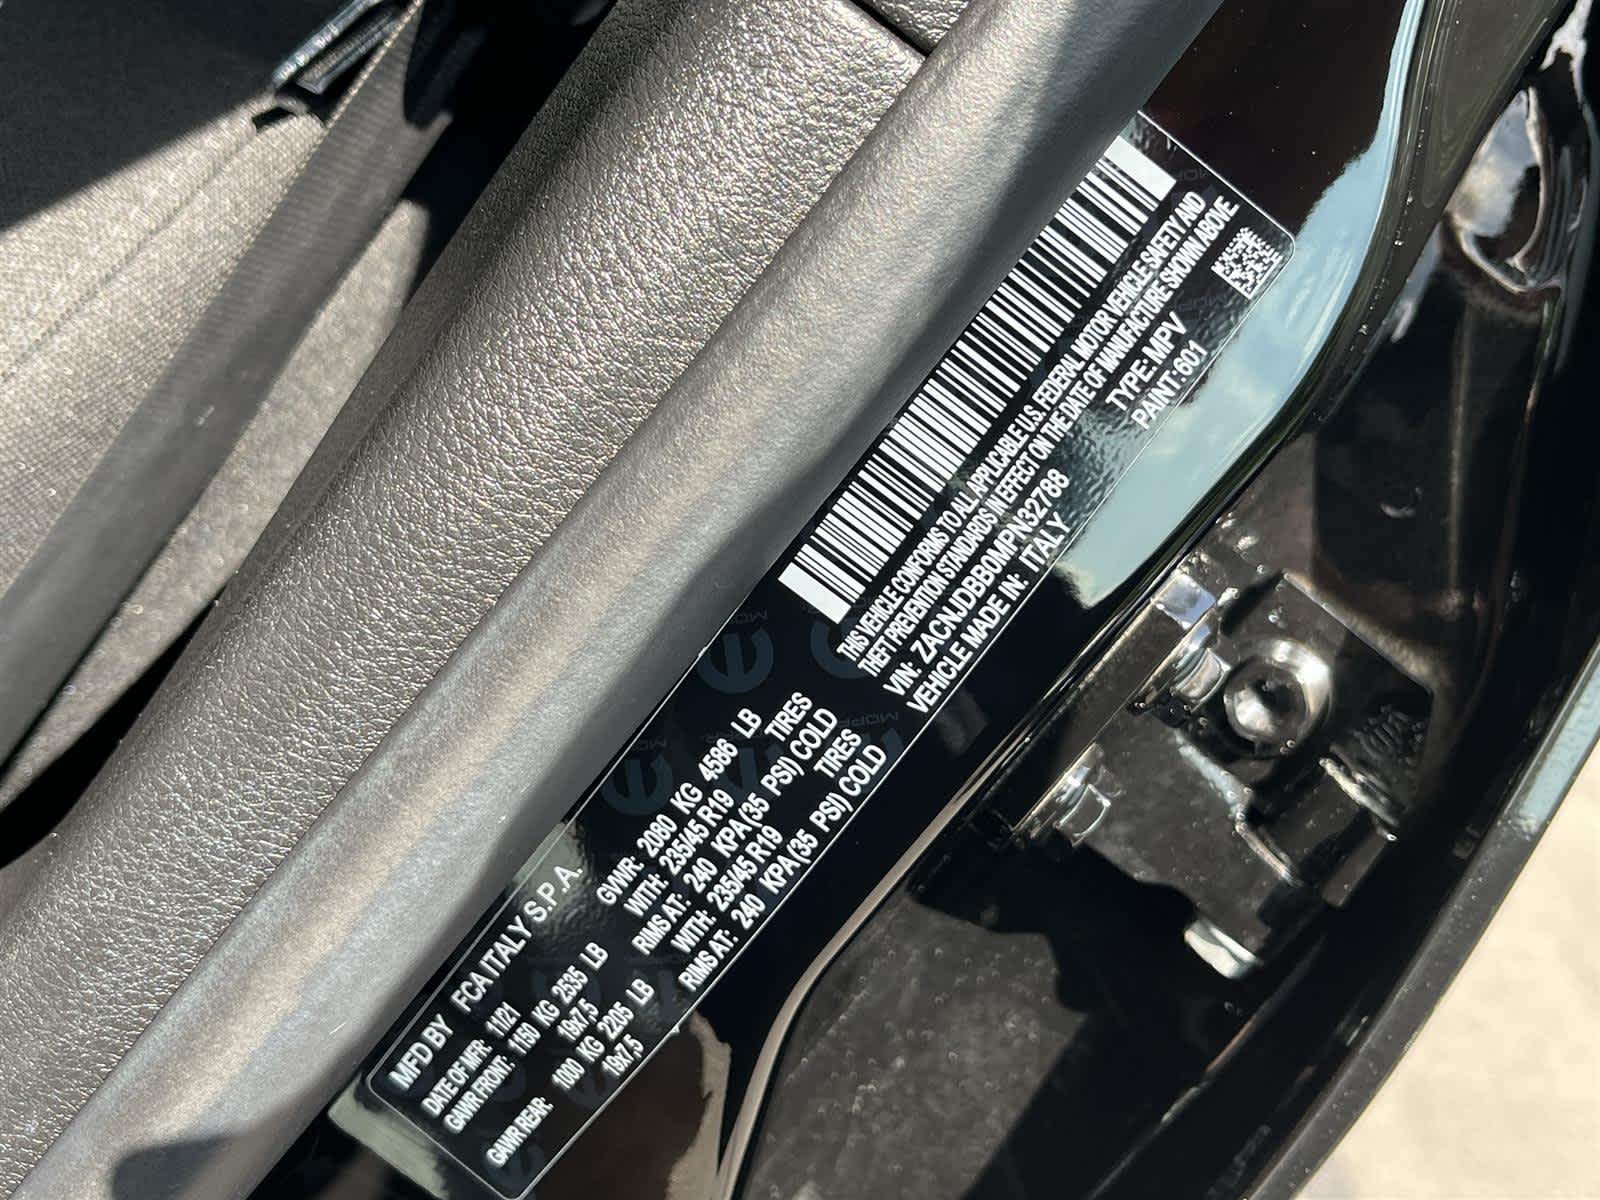 MFD BY FCA ITALY S.P.A.
DATE OF MFR: 11/21 GVWR: 2080 KG 4586 LB
GAWR FRONT: 1150 KG 2535 LB WITH: 235/45 R19 TIRES
19x7,5 RIMS AT: 240 KPA(35 PSI) COLD
GAWR REAR: 1000 KG 2205 LB WITH: 235/45 R19 TIRES
19x7,5 RIMS AT: 240 KPA(35 PSI) COLD
THIS VEHICLE CONFORMS TO ALL APPLICABLE U.S. FEDERAL MOTOR VEHICLE SAFETY AND
THEFT PREVENTION STANDARDS IN EFFECT ON THE DATE OF MANUFACTURE SHOWN ABOVE.
VIN: ZACNJDBB0MPN32788 TYPE: MPV
VEHICLE MADE IN: ITALY PAINT:601